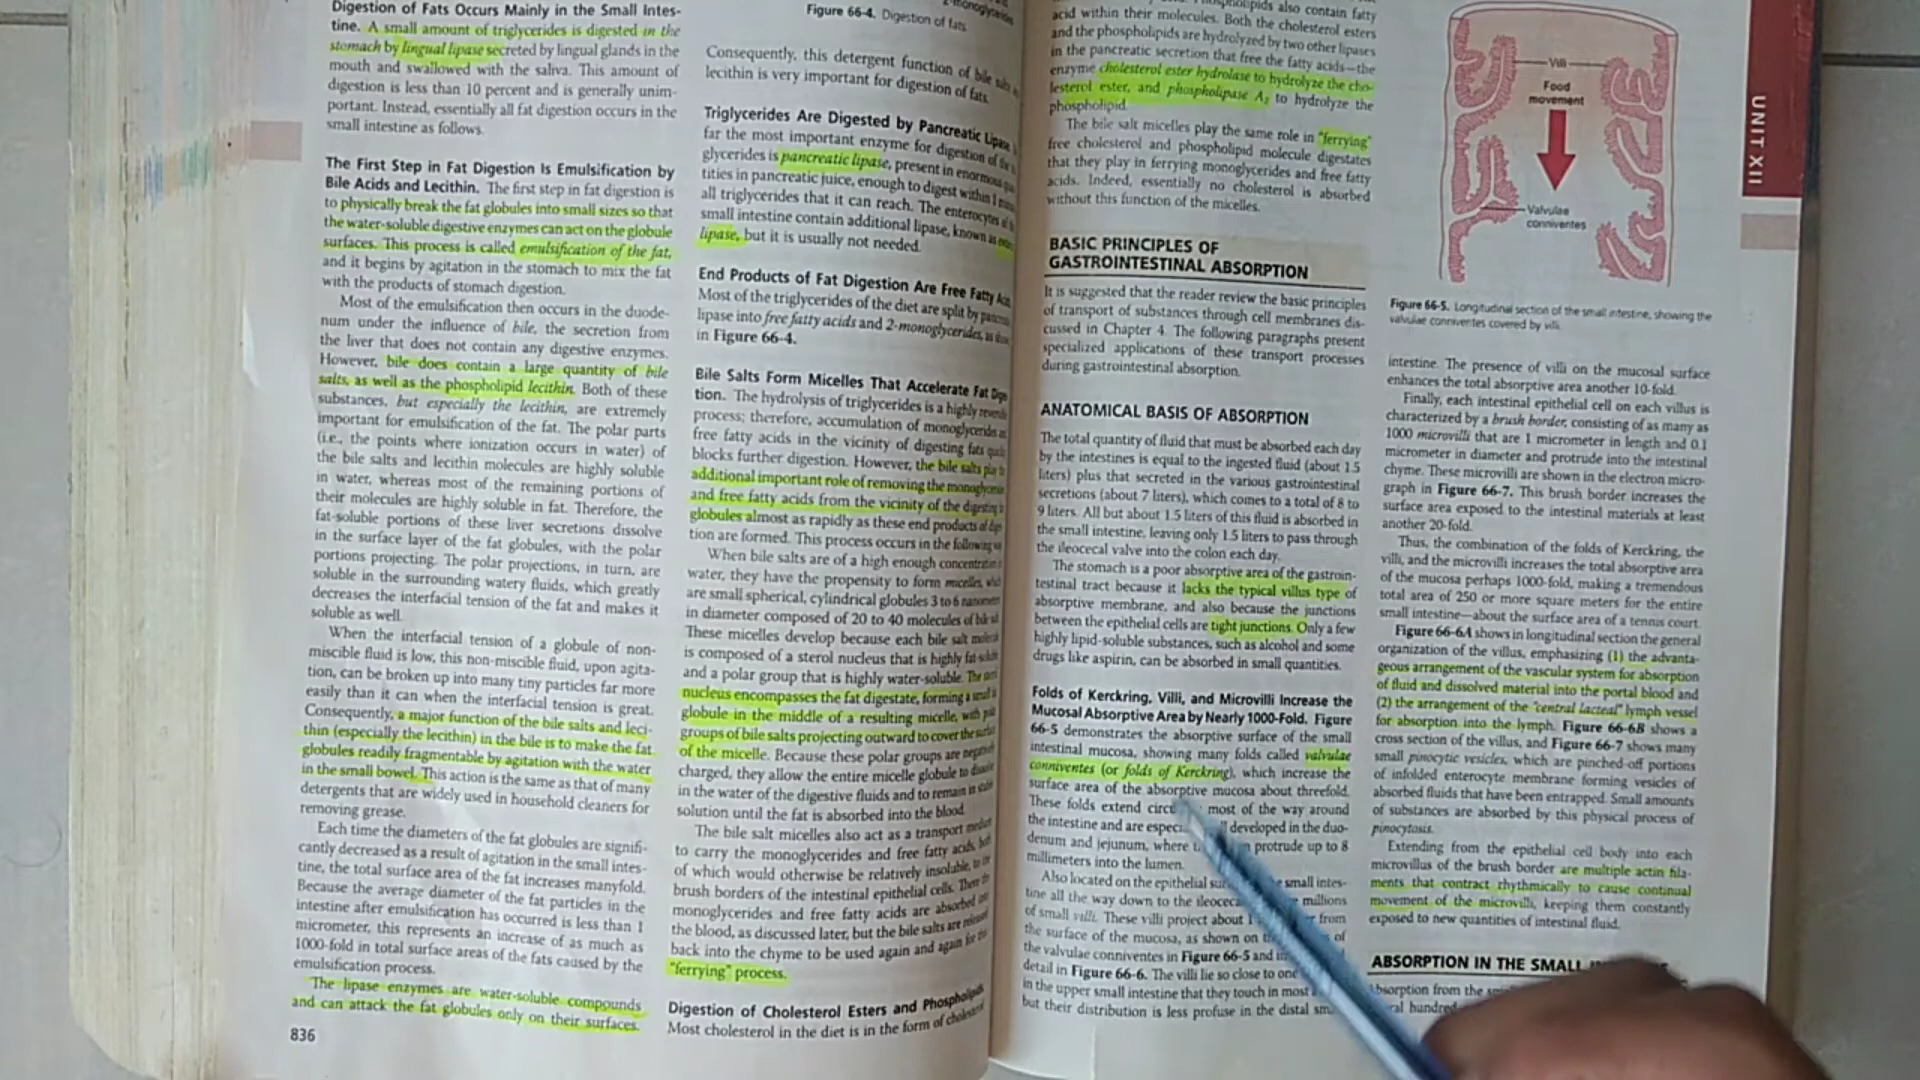 Digestion of Fats Occurs Mainly in the Small Intes-
tine. A small amount of triglycerides is digested in the
stomach by lingual lipase secreted by lingual glands in the
mouth and swallowed with the saliva. This amount of
digestion is less than 10 percent and is generally unim-
portant. Instead, essentially all fat digestion occurs in the
small intestine as follows.
The First Step in Fat Digestion Is Emulsification by
Bile Acids and Lecithin. The first step in fat digestion is
to physically break the fat globules into small sizes so that
the water-soluble digestive enzymes can act on the globule
surfaces. This process is called emulsification of the fat,
and it begins by agitation in the stomach to mix the fat
with the products of stomach digestion.
Most of the emulsification then occurs in the duode-
num under the influence of bile, the secretion from
the liver that does not contain any digestive enzymes.
However, bile does contain a large quantity of bile
salts, as well as the phospholipid lecithin. Both of these
substances, but especially the lecithin, are extremely
important for emulsification of the fat. The polar parts
(i.e., the points where ionization occurs in water) of
the bile salts and lecithin molecules are highly soluble
in water, whereas most of the remaining portions of
their molecules are highly soluble in fat. Therefore, the
fat-soluble portions of these liver secretions dissolve
in the surface layer of the fat globules, with the polar
portions projecting. The polar projections, in turn, are
soluble in the surrounding watery fluids, which greatly
decreases the interfacial tension of the fat and makes it
soluble as well.
When the interfacial tension of a globule of non-
miscible fluid is low, this non-miscible fluid, upon agita-
tion, can be broken up into many tiny particles far more
easily than it can when the interfacial tension is great.
Consequently, a major function of the bile salts and leci-
thin (especially the lecithin) in the bile is to make the fat
globules readily fragmentable by agitation with the water
in the small bowel. This action is the same as that of many
detergents that are widely used in household cleaners for
removing grease.
Each time the diameters of the fat globules are signifi-
cantly decreased as a result of agitation in the small intes-
tine, the total surface area of the fat increases manyfold.
Because the average diameter of the fat particles in the
intestine after emulsification has occurred is less than 1
micrometer, this represents an increase of as much as
1000-fold in total surface areas of the fats caused by the
emulsification process.
The lipase enzymes are water-soluble compounds
and can attack the fat globules only on their surfaces.
836
Figure 66-4. Digestion of fats.
Consequently, this detergent function of bile salts
lecithin is very important for digestion of fats.
Triglycerides Are Digested by Pancreatic Lipase.
far the most important enzyme for digestion of the
glycerides is pancreatic lipase, present in enormous
tities in pancreatic juice, enough to digest within 1
all triglycerides that it can reach. The enterocytes of
small intestine contain additional lipase, known as
lipase, but it is usually not needed.
End Products of Fat Digestion Are Free Fatty
Most of the triglycerides of the diet are split by
lipase into free fatty acids and 2-monoglycerides, as
in Figure 66-4.
Bile Salts Form Micelles That Accelerate Fat
tion. The hydrolysis of triglycerides is a highly
process; therefore, accumulation of monoglycerides
free fatty acids in the vicinity of digesting fats
blocks further digestion. However, the bile salts play
additional important role of removing the
and free fatty acids from the vicinity of the digesting
globules almost as rapidly as these end products of
tion are formed. This process occurs in the following
When bile salts are of a high enough concentration
water, they have the propensity to form micelles,
are small spherical, cylindrical globules 3 to 6
in diameter composed of 20 to 40 molecules of bile
These micelles develop because each bile salt
is composed of a sterol nucleus that is highly
and a polar group that is highly water-soluble. The
nucleus encompasses the fat digestate, forming a small
globule in the middle of a resulting micelle, with
groups of bile salts projecting outward to cover the
of the micelle. Because these polar groups are
charged, they allow the entire micelle globule to
in the water of the digestive fluids and to remain in
solution until the fat is absorbed into the blood.
The bile salt micelles also act as a transport
to carry the monoglycerides and free fatty acids,
of which would otherwise be relatively insoluble, to the
brush borders of the intestinal epithelial cells. There the
monoglycerides and free fatty acids are absorbed
the blood, as discussed later, but the bile salts are
back into the chyme to be used again and again for
"ferrying" process.
Digestion of Cholesterol Esters and Phospholipids
Most cholesterol in the diet is in the form of cholesterol
also contain fatty
acid within their molecules. Both the cholesterol esters
and the phospholipids are hydrolyzed by two other lipases
in the pancreatic secretion that free the fatty acids—the
enzyme cholesterol ester hydrolase to hydrolyze the cho-
lesterol ester, and phospholipase A2 to hydrolyze the
phospholipid.
The bile salt micelles play the same role in "ferrying"
free cholesterol and phospholipid molecule digestates
that they play in ferrying monoglycerides and free fatty
acids. Indeed, essentially no cholesterol is absorbed
without this function of the micelles.
BASIC PRINCIPLES OF
GASTROINTESTINAL ABSORPTION
It is suggested that the reader review the basic principles
of transport of substances through cell membranes dis-
cussed in Chapter 4. The following paragraphs present
specialized applications of these transport processes
during gastrointestinal absorption.
ANATOMICAL BASIS OF ABSORPTION
The total quantity of fluid that must be absorbed each day
by the intestines is equal to the ingested fluid (about 1.5
liters) plus that secreted in the various gastrointestinal
secretions (about 7 liters), which comes to a total of 8 to
9 liters. All but about 1.5 liters of this fluid is absorbed in
the small intestine, leaving only 1.5 liters to pass through
the ileocecal valve into the colon each day.
The stomach is a poor absorptive area of the gastroin-
testinal tract because it lacks the typical villus type of
absorptive membrane, and also because the junctions
between the epithelial cells are tight junctions. Only a few
highly lipid-soluble substances, such as alcohol and some
drugs like aspirin, can be absorbed in small quantities.
Folds of Kerckring, Villi, and Microvilli Increase the
Mucosal Absorptive Area by Nearly 1000-Fold. Figure
66-5 demonstrates the absorptive surface of the small
intestinal mucosa, showing many folds called valvulae
conniventes (or folds of Kerckring), which increase the
surface area of the absorptive mucosa about threefold.
These folds extend most of the way around
the intestine and are developed in the duo-
denum and jejunum, where protrude up to 8
millimeters into the lumen.
Also located on the epithelial small intes-
tine all the way down to the millions
of small villi. These villi project about from
the surface of the mucosa, as shown on of
the valvulae conniventes in Figure 66-5 and
detail in Figure 66-6. The villi lie so close to one
in the upper small intestine that they touch in most
but their distribution is less profuse in the distal
Villi
Food
movement
Valvulae
conniventes
Figure 66-5. Longitudinal section of the small intestine, showing the
valvulae conniventes covered by villi.
intestine. The presence of villi on the mucosal surface
enhances the total absorptive area another 10-fold.
Finally, each intestinal epithelial cell on each villus is
characterized by a brush border, consisting of as many as
1000 microvilli that are 1 micrometer in length and 0.1
micrometer in diameter and protrude into the intestinal
chyme. These microvilli are shown in the electron micro-
graph in Figure 66-7. This brush border increases the
surface area exposed to the intestinal materials at least
another 20-fold.
Thus, the combination of the folds of Kerckring, the
villi, and the microvilli increases the total absorptive area
of the mucosa perhaps 1000-fold, making a tremendous
total area of 250 or more square meters for the entire
small intestine—about the surface area of a tennis court.
Figure 66-6A shows in longitudinal section the general
organization of the villus, emphasizing (1) the advanta-
geous arrangement of the vascular system for absorption
of fluid and dissolved material into the portal blood and
(2) the arrangement of the "central lacteal" lymph vessel
for absorption into the lymph. Figure 66-6B shows a
cross section of the villus, and Figure 66-7 shows many
small pinocytic vesicles, which are pinched-off portions
of infolded enterocyte membrane forming vesicles of
absorbed fluids that have been entrapped. Small amounts
of substances are absorbed by this physical process of
pinocytosis.
Extending from the epithelial cell body into each
microvillus of the brush border are multiple actin fila-
ments that contract rhythmically to cause continual
movement of the microvilli, keeping them constantly
exposed to new quantities of intestinal fluid.
ABSORPTION IN THE SMALL
Absorption from the
hundred
UNIT XII